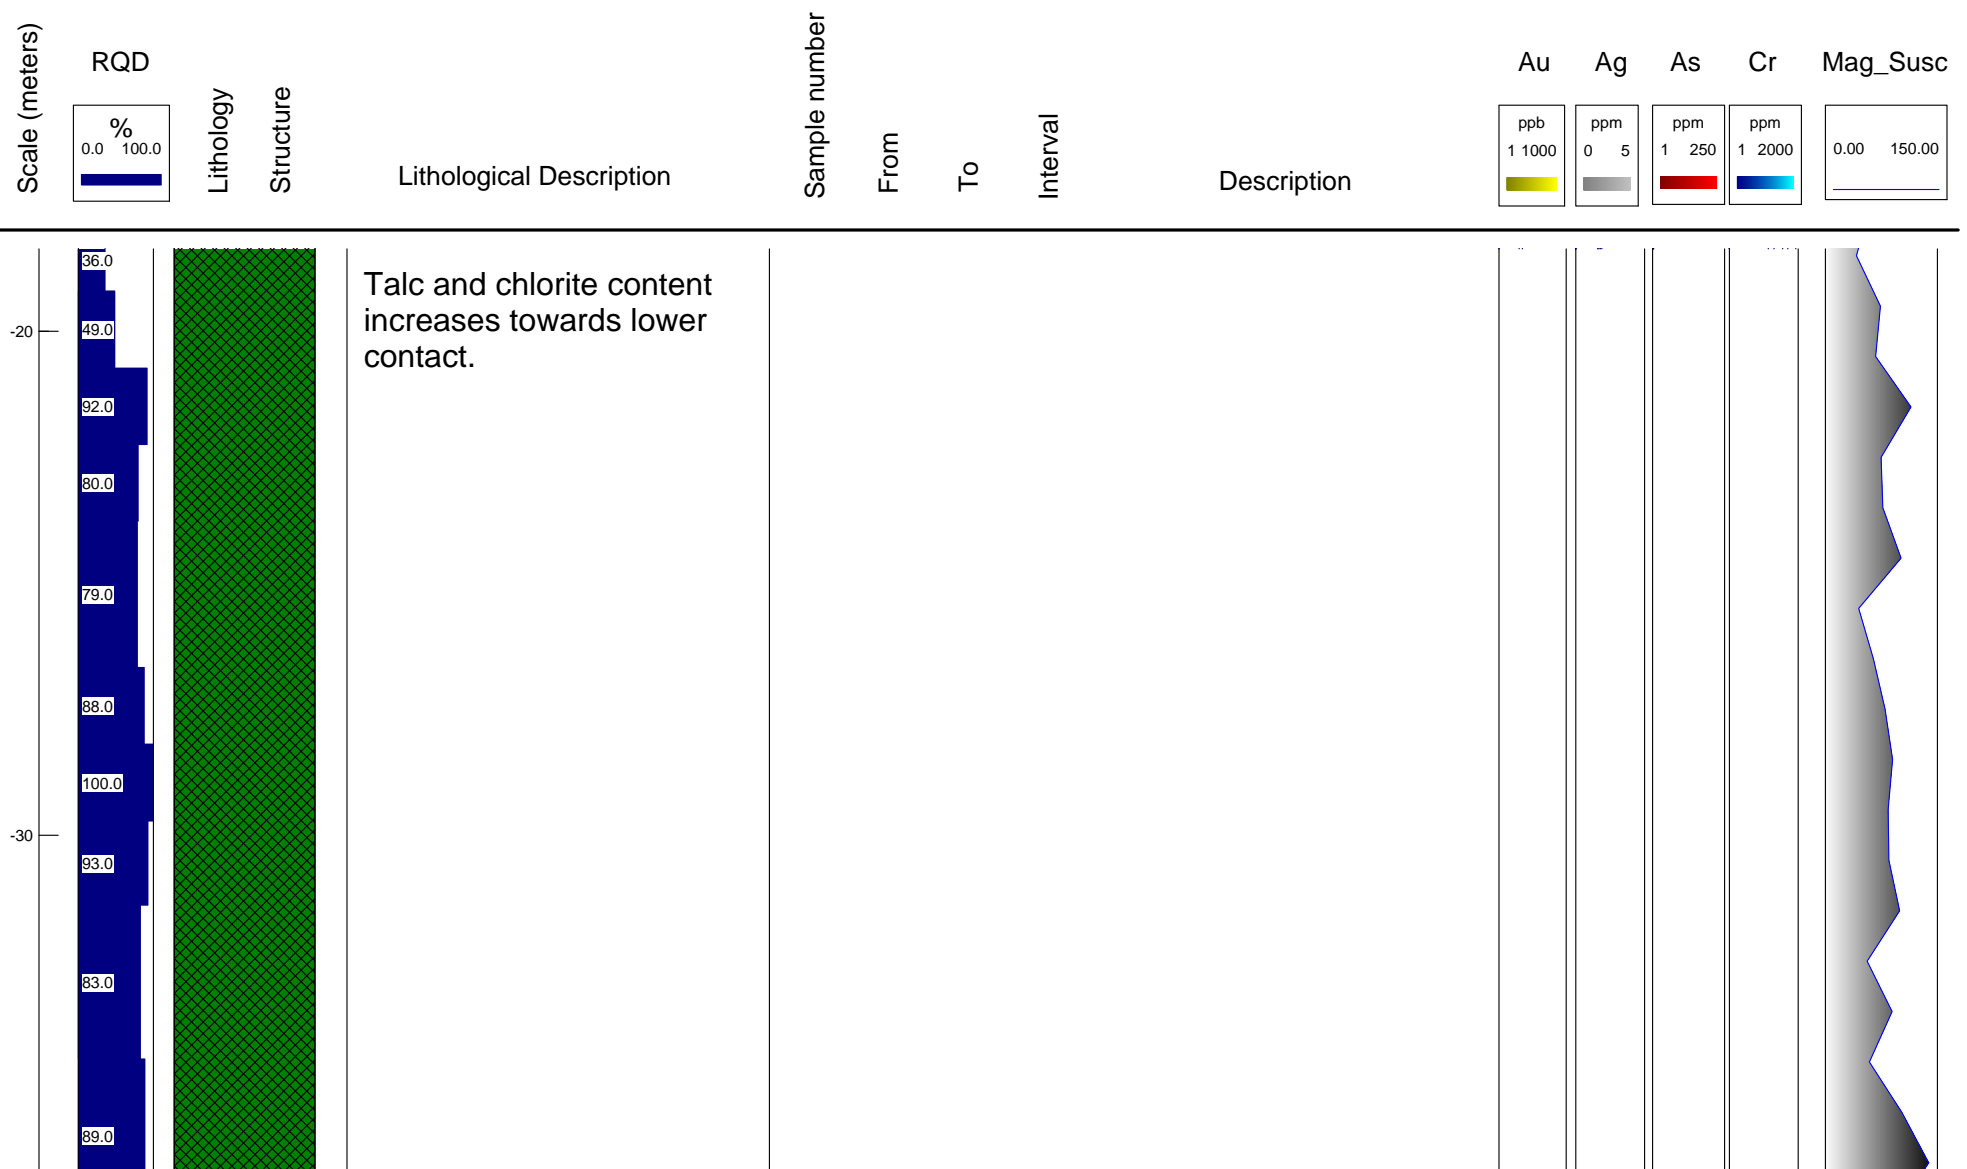 Scale (meters)
RQD
%
0.0 100.0
Lithology
Structure
Lithological Description
Sample number
From
To
Interval
Description
Au
ppb
1 1000
Ag
ppm
0 5
As
ppm
1 250
Cr
ppm
1 2000
Mag_Susc
0.00 150.00
36.0
-20
49.0
92.0
80.0
79.0
88.0
100.0
-30
93.0
83.0
89.0
Talc and chlorite content
increases towards lower
contact.